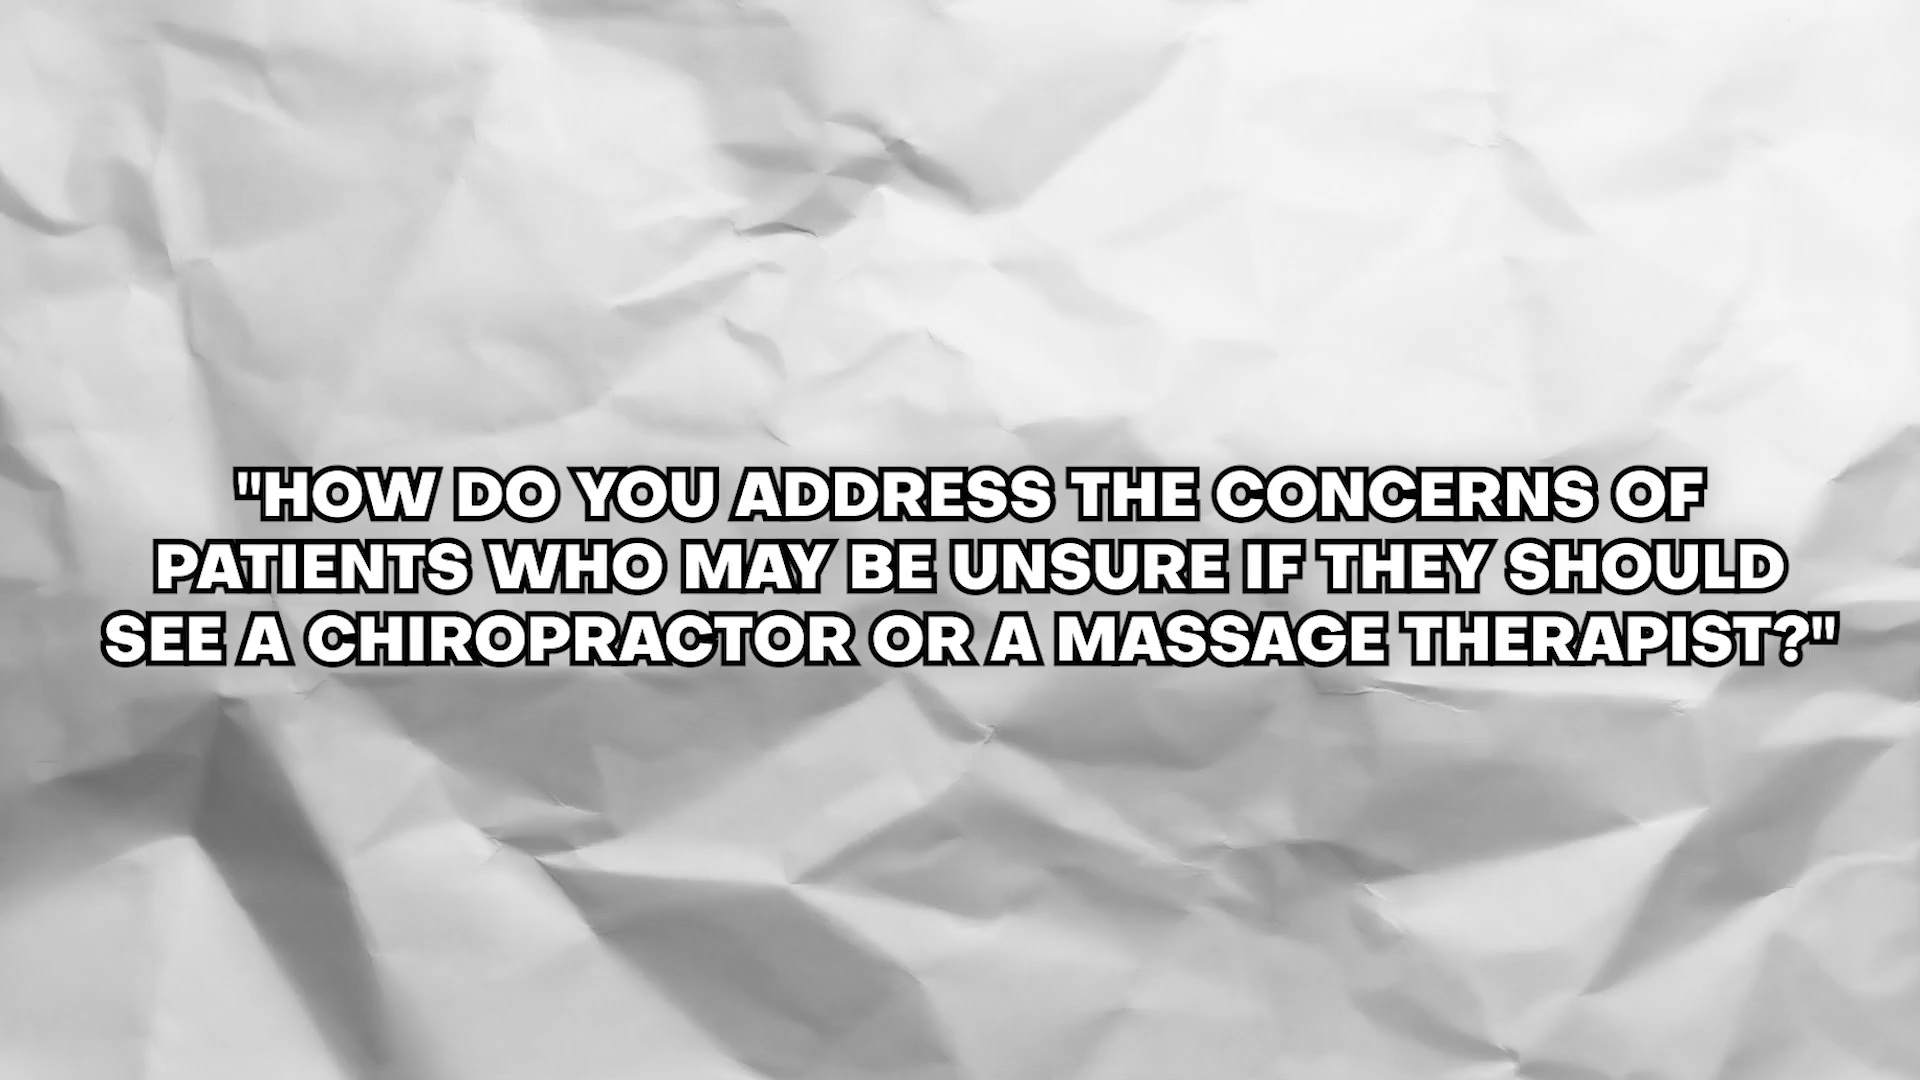 "HOW DO YOU ADDRESS THE CONCERNS OF
PATIENTS WHO MAY BE UNSURE IF THEY SHOULD
SEE A CHIROPRACTOR OR A MASSAGE THERAPIST?"